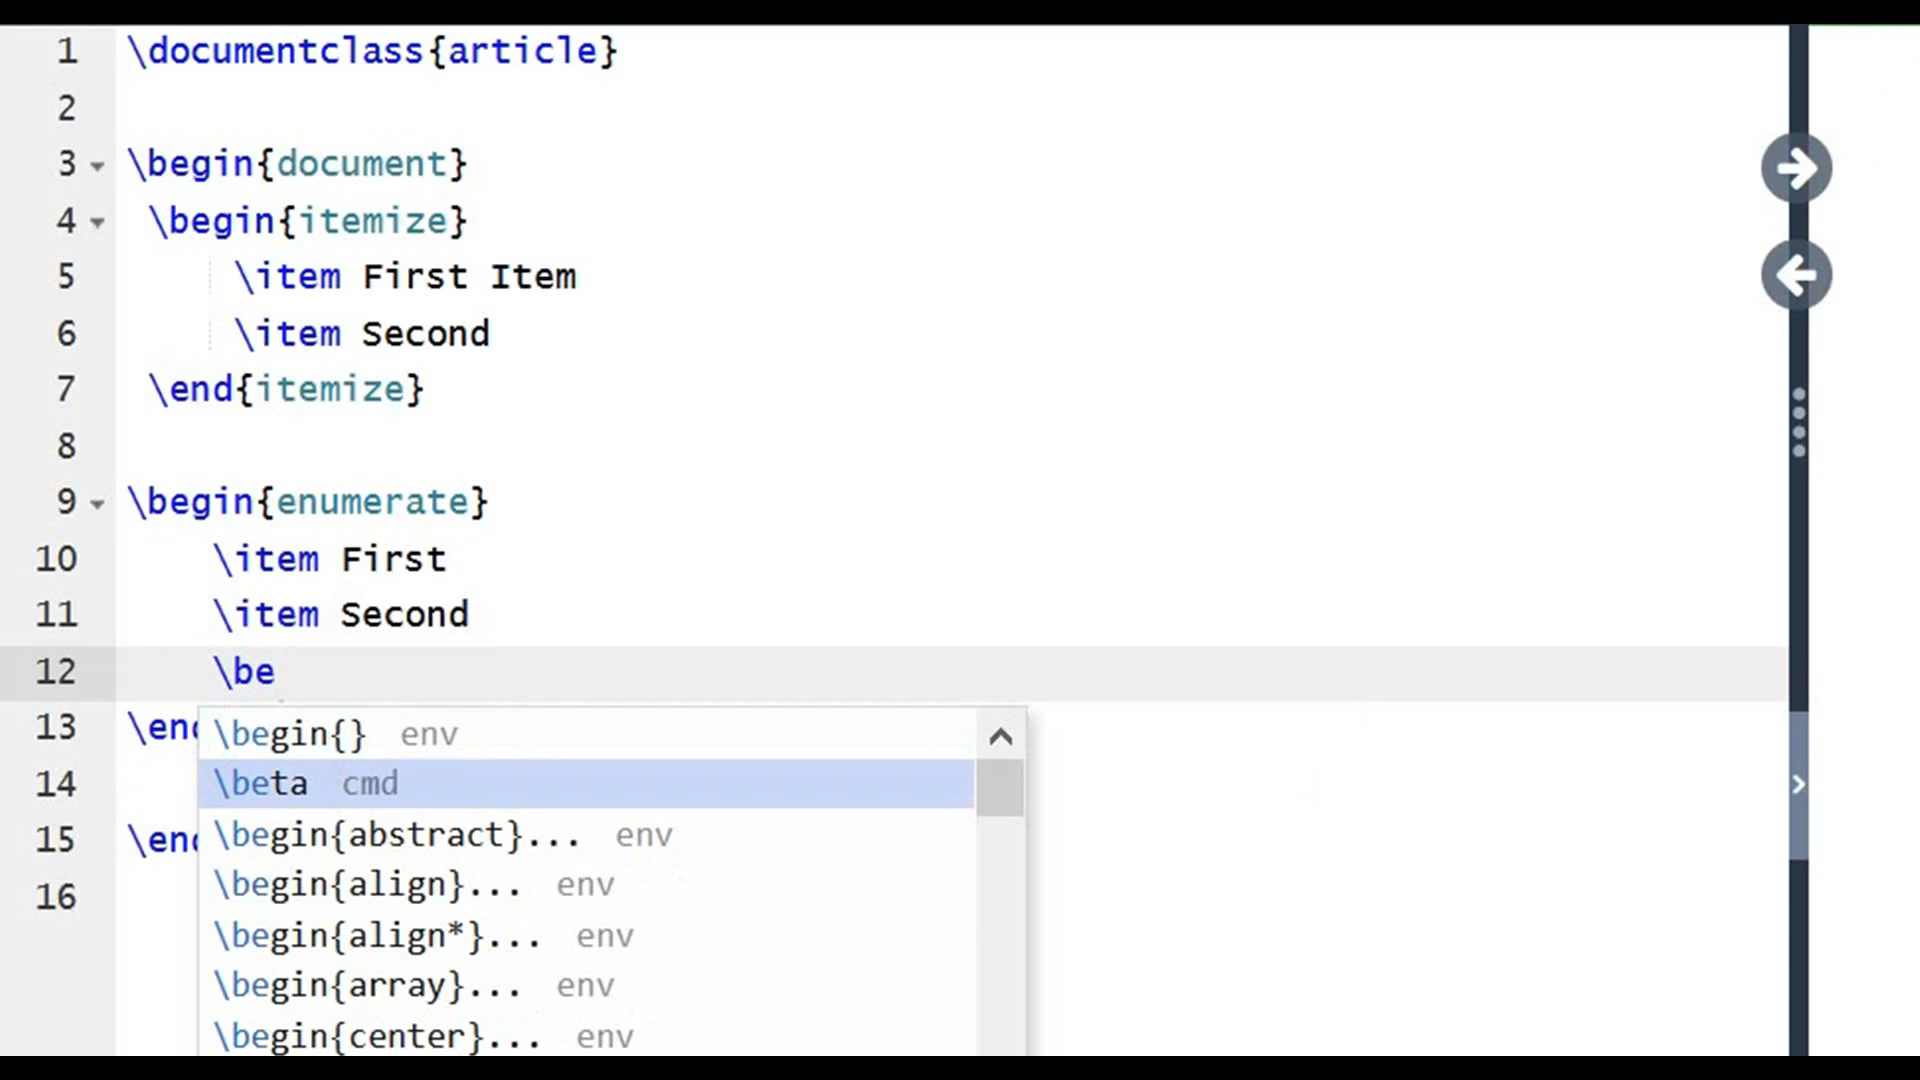 1 \documentclass{article}
2
3 \begin{document}
4 \begin{itemize}
5 \item First Item
6 \item Second
7 \end{itemize}
8
9 \begin{enumerate}
10 \item First
11 \item Second
12 \be
\begin{} env
13 \end
\beta cmd
14
\begin{abstract}... env
15 \end
\begin{align}... env
16
\begin{align*}... env
\begin{array}... env
\begin{center}... env